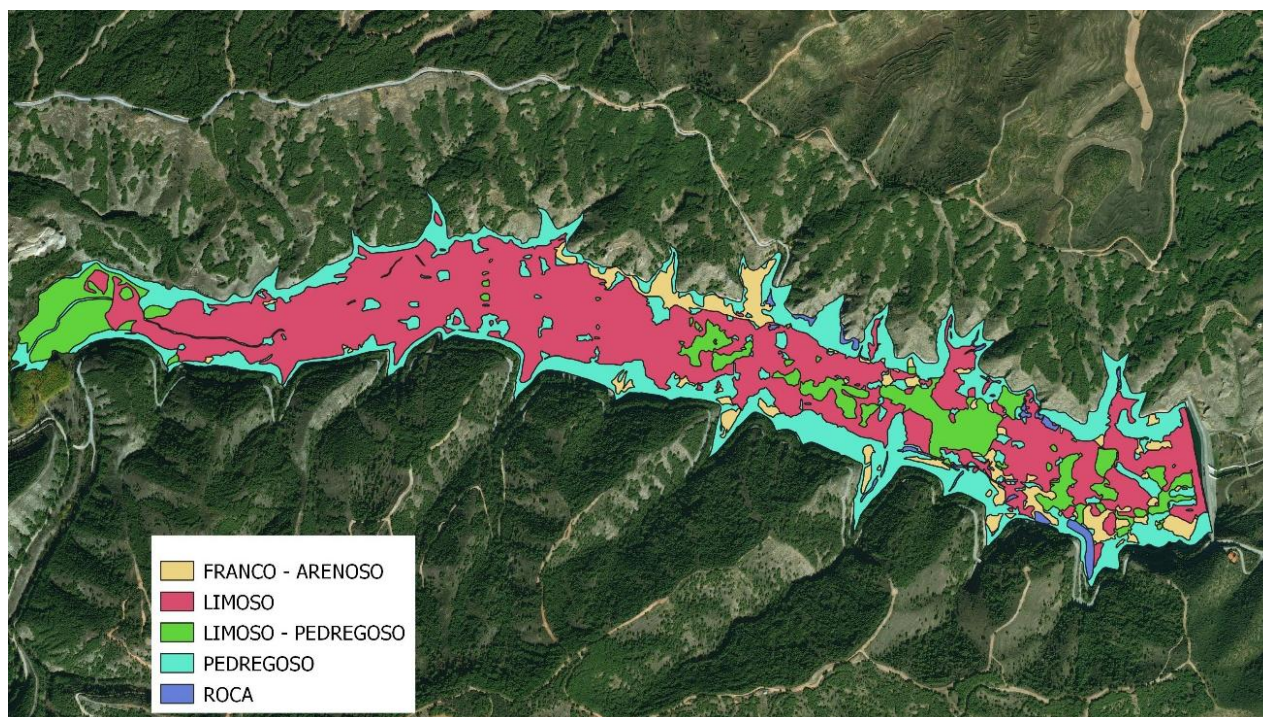 FRANCO - ARENOSO
LIMOSO
LIMOSO - PEDREGOSO
PEDREGOSO
ROCA